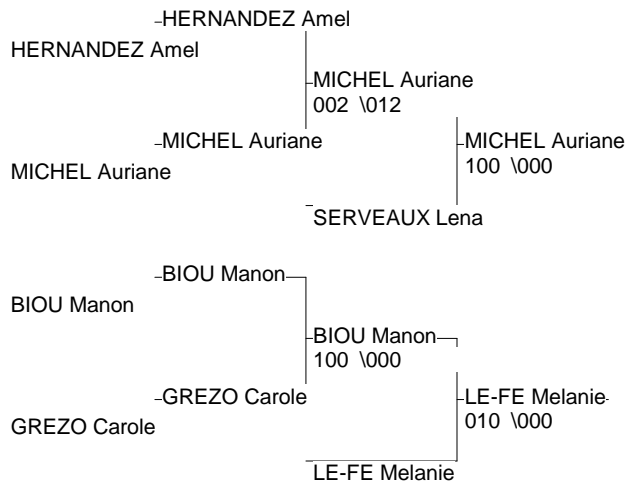 HERNANDEZ Amel
HERNANDEZ Amel
MICHEL Auriane
002 \012
MICHEL Auriane
MICHEL Auriane
100 \000
MICHEL Auriane
SERVEAUX Lena
BIOU Manon
BIOU Manon
BIOU Manon
100 \000
GREZO Carole
LE-FE Melanie
010 \000
GREZO Carole
LE-FE Melanie